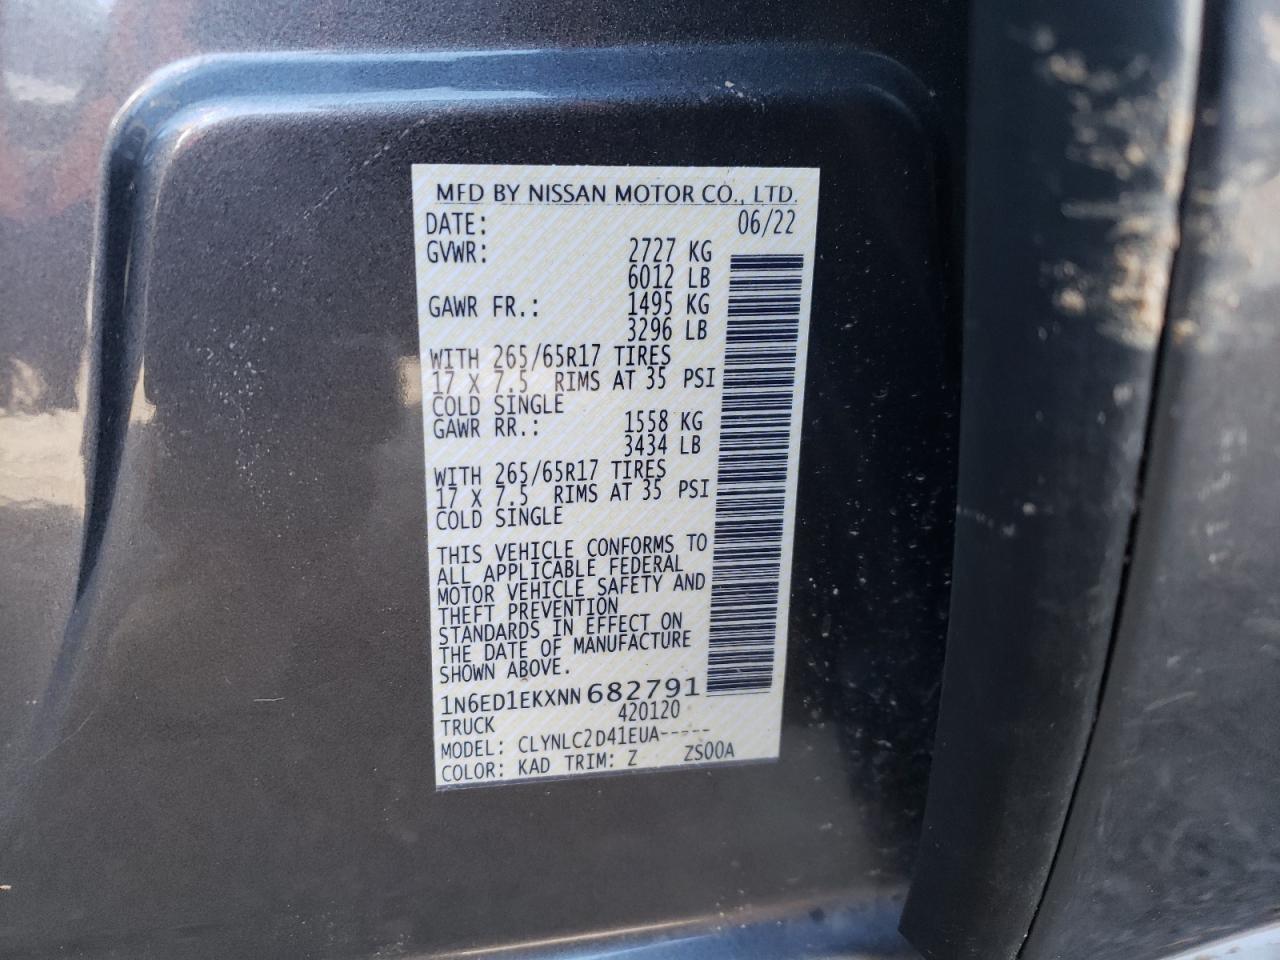 MFD BY NISSAN MOTOR CO., LTD.
DATE: 06/22
GVWR: 2727 KG
6012 LB
GAWR FR.: 1495 KG
3296 LB
WITH 265/65R17 TIRES
17 X 7.5 RIMS AT 35 PSI
COLD SINGLE
GAWR RR.: 1558 KG
3434 LB
WITH 265/65R17 TIRES
17 X 7.5 RIMS AT 35 PSI
COLD SINGLE
THIS VEHICLE CONFORMS TO
ALL APPLICABLE FEDERAL
MOTOR VEHICLE SAFETY AND
THEFT PREVENTION
STANDARDS IN EFFECT ON
THE DATE OF MANUFACTURE
SHOWN ABOVE.
1N6ED1EKXNN682791
TRUCK 420120
MODEL: CLYNLC2D41EUA-----
COLOR: KAD TRIM: Z ZS00A